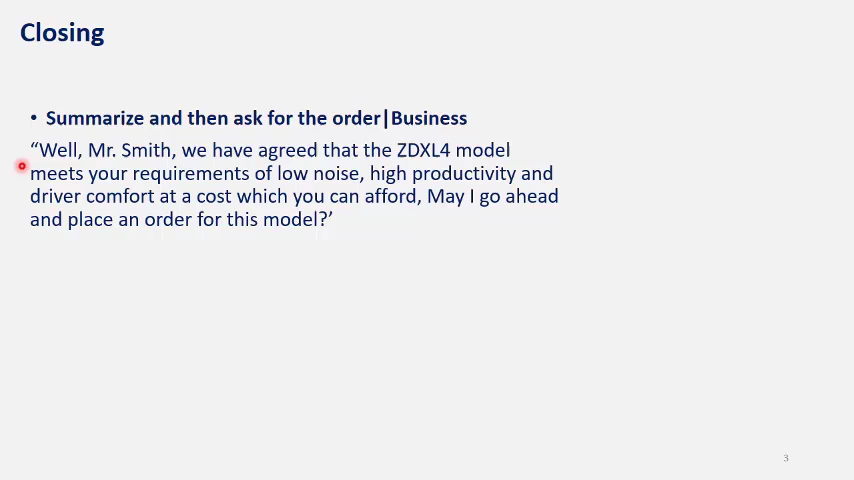 Closing
• Summarize and then ask for the order|Business
“Well, Mr. Smith, we have agreed that the ZDXL4 model
meets your requirements of low noise, high productivity and
driver comfort at a cost which you can afford, May I go ahead
and place an order for this model?’
3